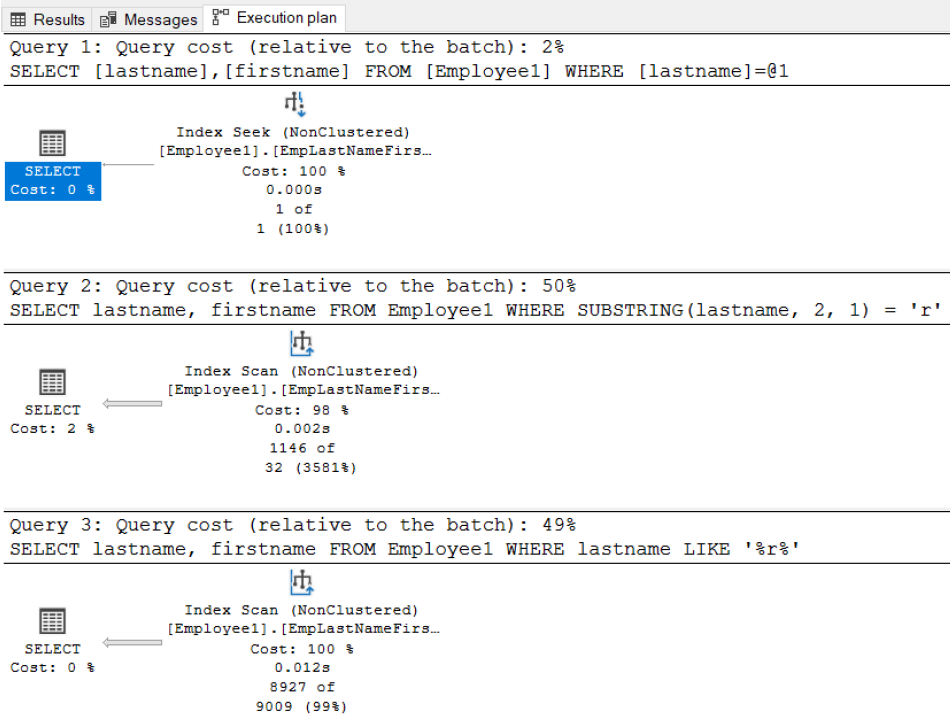 Results Messages Execution plan
Query 1: Query cost (relative to the batch): 2%
SELECT [lastname],[firstname] FROM [Employee1] WHERE [lastname]=@1
Index Seek (NonClustered)
[Employee1].[EmpLastNameFirs…
SELECT
Cost: 0 %
Cost: 100 %
0.000s
1 of
1 (100%)
Query 2: Query cost (relative to the batch): 50%
SELECT lastname, firstname FROM Employee1 WHERE SUBSTRING(lastname, 2, 1) = 'r'
Index Scan (NonClustered)
[Employee1].[EmpLastNameFirs…
SELECT
Cost: 2 %
Cost: 98 %
0.002s
1146 of
32 (3581%)
Query 3: Query cost (relative to the batch): 49%
SELECT lastname, firstname FROM Employee1 WHERE lastname LIKE '%r%'
Index Scan (NonClustered)
[Employee1].[EmpLastNameFirs…
SELECT
Cost: 0 %
Cost: 100 %
0.012s
8927 of
9009 (99%)